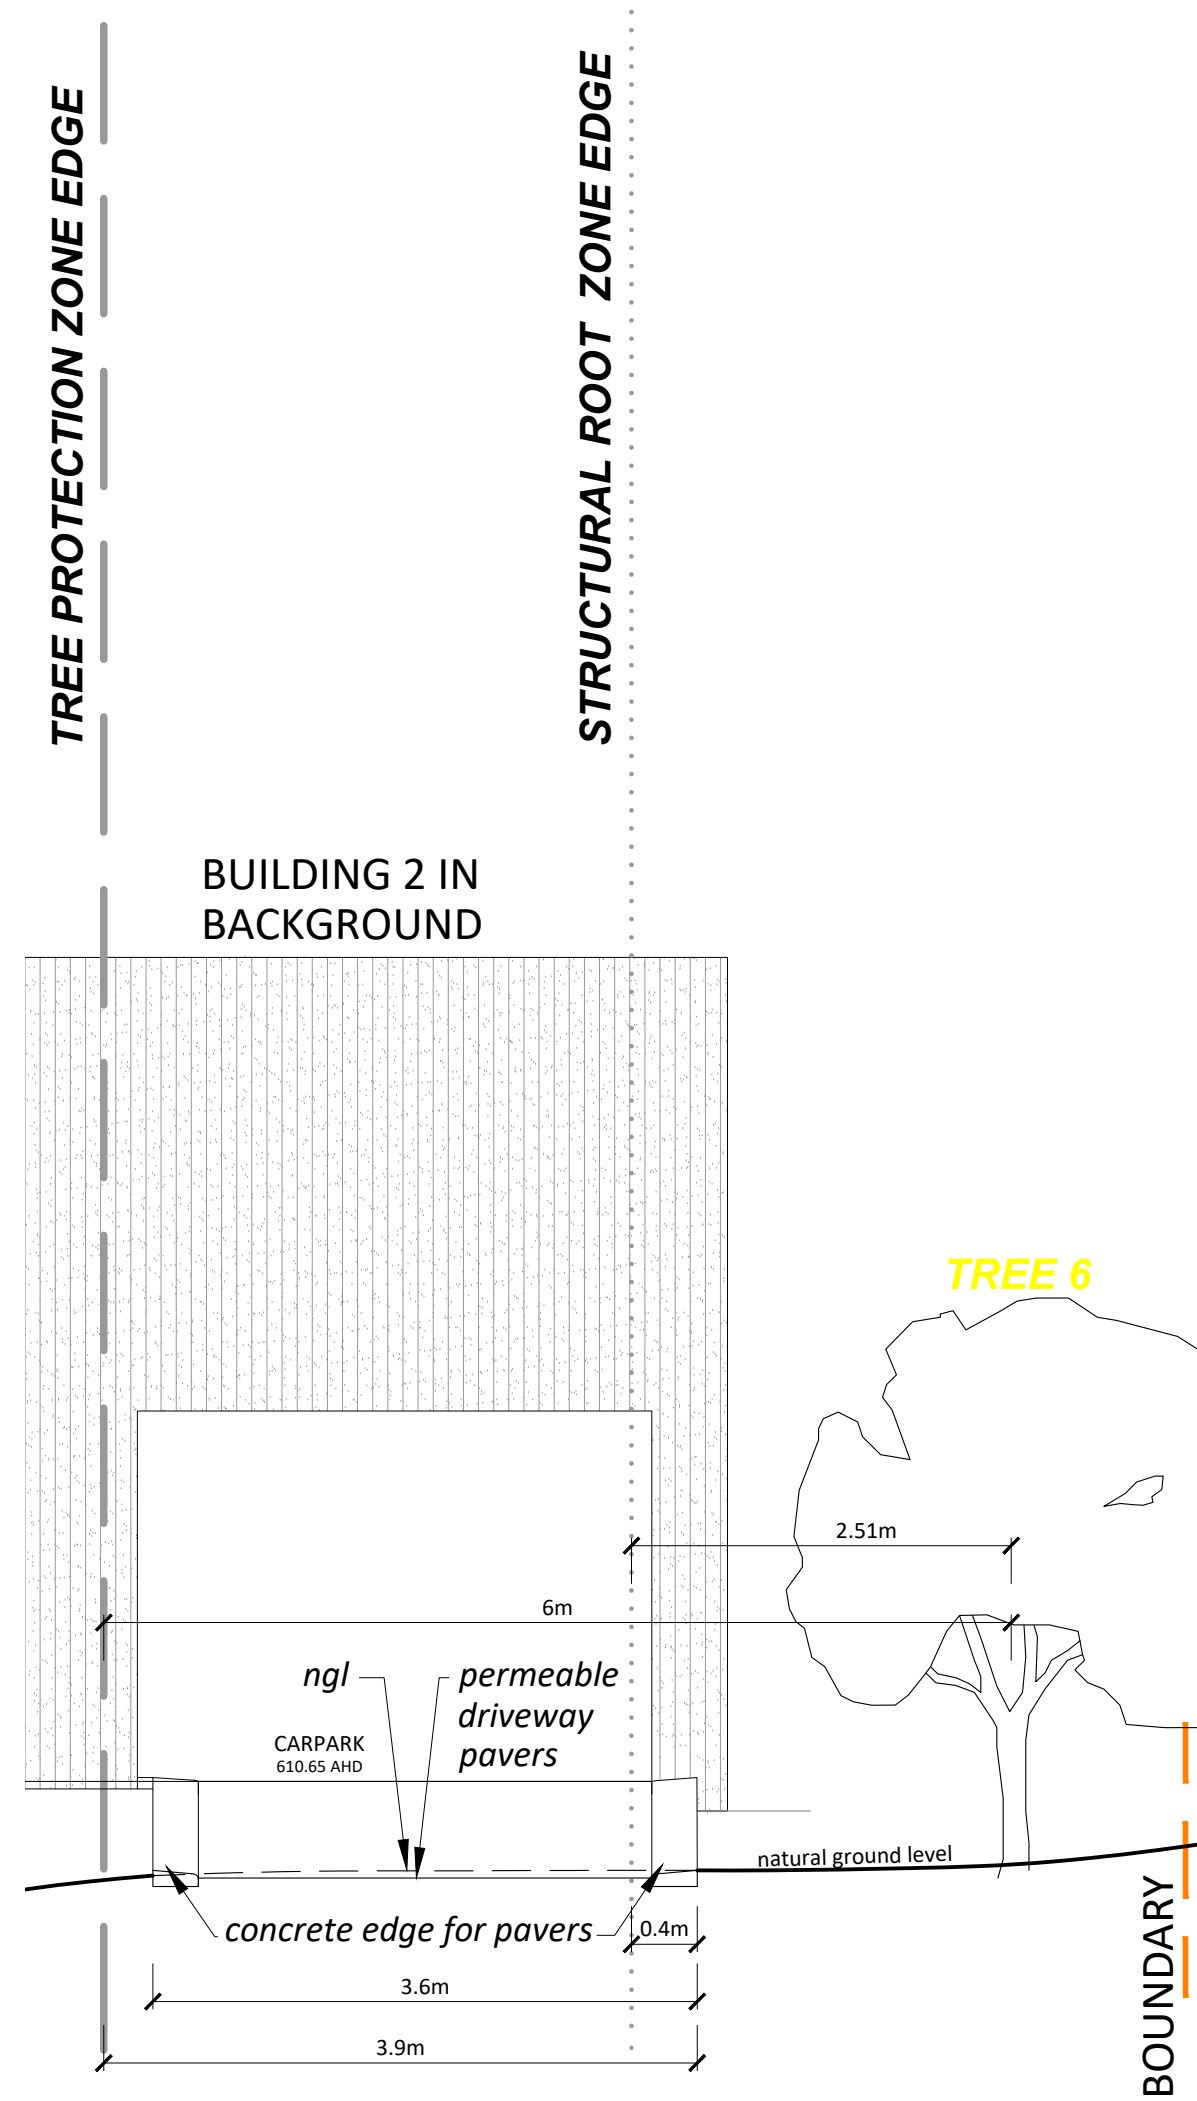 TREE PROTECTION ZONE EDGE
STRUCTURAL ROOT ZONE EDGE
BUILDING 2 IN
BACKGROUND
TREE 6
2.51m
6m
ngl
permeable
driveway
pavers
CARPARK
610.65 AHD
natural ground level
concrete edge for pavers
0.4m
3.6m
3.9m
BOUNDARY